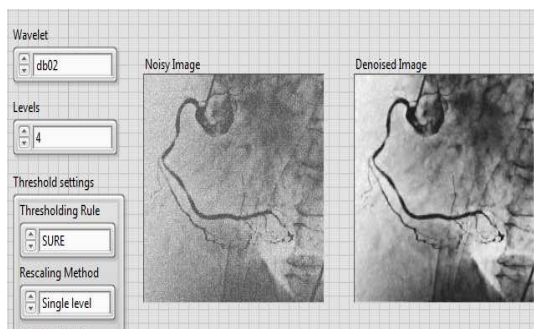 Wavelet
db02
Levels
4
Threshold settings
Thresholding Rule
SURE
Rescaling Method
Single level
Noisy Image
Denoised Image